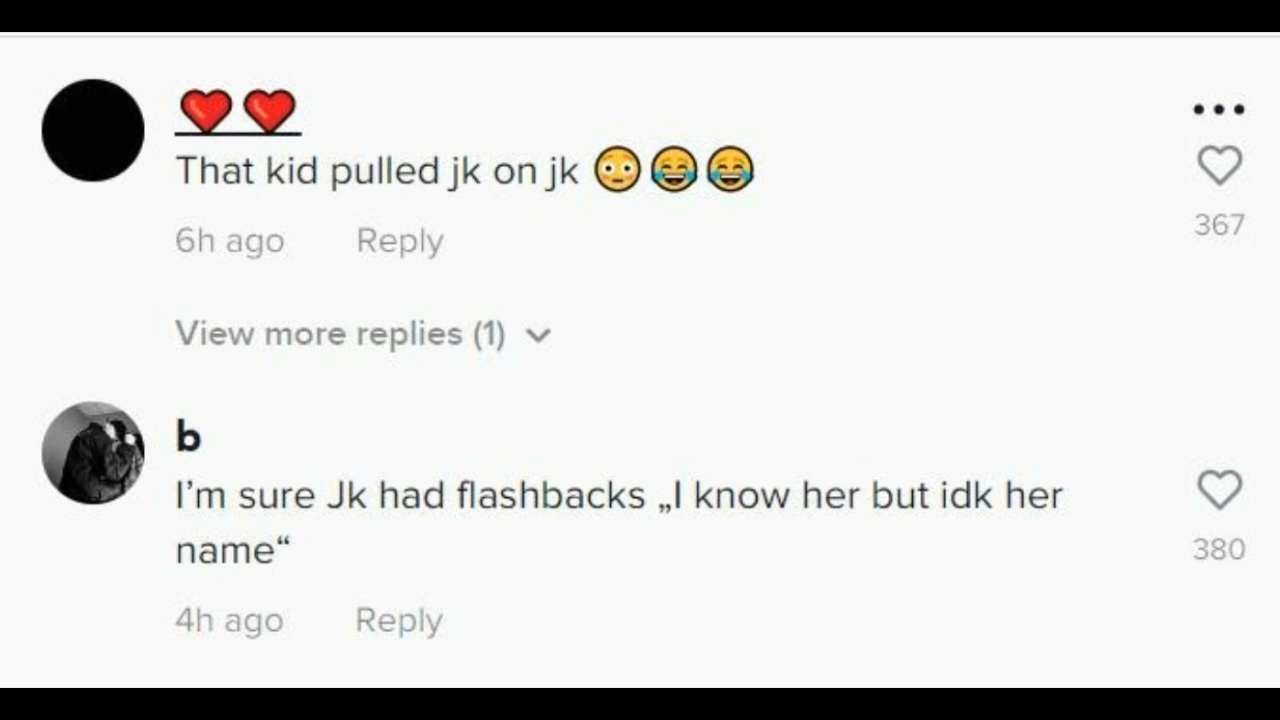 ❤️❤️
That kid pulled jk on jk 😳😂😂
367
6h ago Reply
View more replies (1)
b
I’m sure Jk had flashbacks „I know her but idk her
name“
380
4h ago Reply